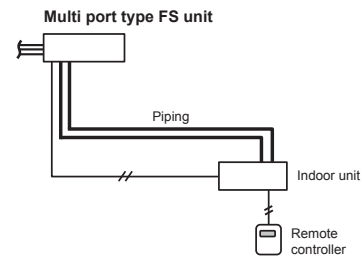 Multi port type FS unit
Piping
Indoor unit
Remote
controller